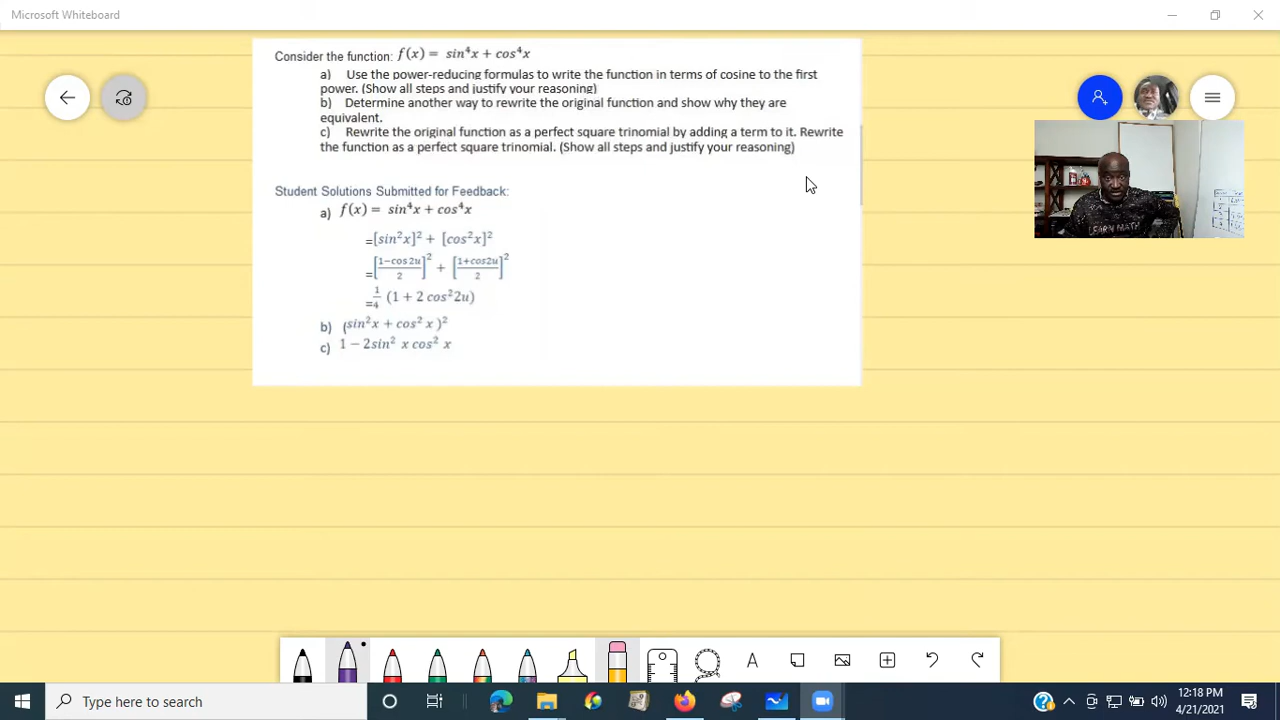 Microsoft Whiteboard
Consider the function: f(x) = sin⁴x + cos⁴x
a) Use the power-reducing formulas to write the function in terms of cosine to the first
power. (Show all steps and justify your reasoning)
b) Determine another way to rewrite the original function and show why they are
equivalent.
c) Rewrite the original function as a perfect square trinomial by adding a term to it. Rewrite
the function as a perfect square trinomial. (Show all steps and justify your reasoning)
Student Solutions Submitted for Feedback:
a) f(x) = sin⁴x + cos⁴x
=[sin²x]² + [cos²x]²
=[(1−cos 2u)/2]² + [(1+cos2u)/2]²
=1/4 (1 + 2 cos²2u)
b) (sin²x + cos² x )²
c) 1 − 2sin² x cos² x
LEARN MATH
A
Type here to search
12:18 PM
4/21/2021